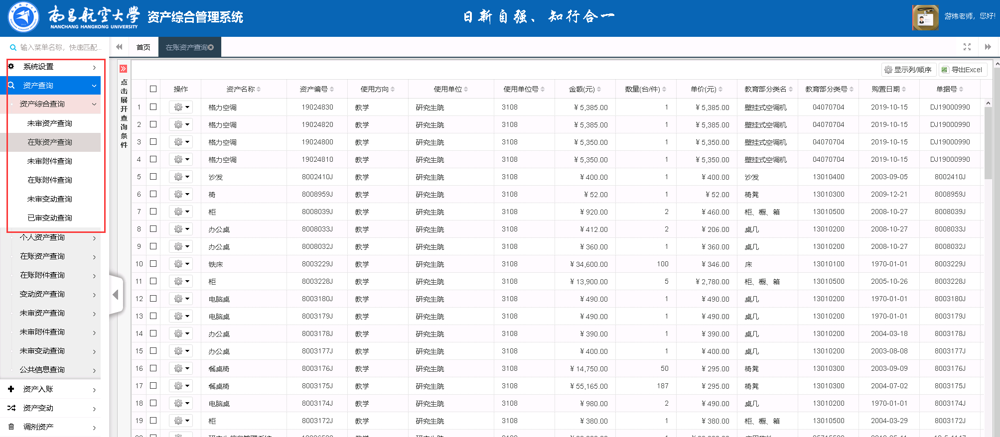 南昌航空大学
NANCHANG HANGKONG UNIVERSITY
资产综合管理系统
日新自强、知行合一
游炜老师，您好!
输入菜单名称，快速匹配...
首页
在账资产查询
系统设置
资产查询
资产综合查询
未审资产查询
在账资产查询
未审附件查询
在账附件查询
未审变动查询
已审变动查询
个人资产查询
在账资产查询
在账附件查询
变动资产查询
未审资产查询
未审附件查询
未审变动查询
公共信息查询
资产入账
资产变动
调剂资产
点击展开查询条件
显示列/顺序 导出Excel
操作 资产名称 资产编号 使用方向 使用单位 使用单位号 金额(元) 数量(台/件) 单价(元) 教育部分类名 教育部分类号 购置日期 单据号
1 格力空调 19024830 教学 研究生院 3108 ¥ 5,385.00 1 ¥ 5,385.00 壁挂式空调机 04070704 2019-10-15 DJ19000990
2 格力空调 19024820 教学 研究生院 3108 ¥ 5,385.00 1 ¥ 5,385.00 壁挂式空调机 04070704 2019-10-15 DJ19000990
3 格力空调 19024800 教学 研究生院 3108 ¥ 5,350.00 1 ¥ 5,350.00 壁挂式空调机 04070704 2019-10-15 DJ19000990
4 格力空调 19024810 教学 研究生院 3108 ¥ 5,350.00 1 ¥ 5,350.00 壁挂式空调机 04070704 2019-10-15 DJ19000990
5 沙发 8002410J 教学 研究生院 3108 ¥ 400.00 1 ¥ 400.00 沙发 13010400 2003-09-05 8002410J
6 椅 8008959J 教学 研究生院 3108 ¥ 52.00 1 ¥ 52.00 椅凳 13010300 2009-12-21 8008959J
7 柜 8008039J 教学 研究生院 3108 ¥ 920.00 2 ¥ 460.00 柜、橱、箱 13010500 2008-10-27 8008039J
8 办公桌 8008033J 教学 研究生院 3108 ¥ 412.00 2 ¥ 206.00 桌几 13010200 2008-10-27 8008033J
9 办公桌 8008032J 教学 研究生院 3108 ¥ 360.00 1 ¥ 360.00 桌几 13010200 2008-10-27 8008032J
10 铁床 8003229J 教学 研究生院 3108 ¥ 34,600.00 100 ¥ 346.00 床 13010100 1970-01-01 8003229J
11 柜 8003228J 教学 研究生院 3108 ¥ 13,900.00 5 ¥ 2,780.00 柜、橱、箱 13010500 2005-10-26 8003228J
12 电脑桌 8003180J 教学 研究生院 3108 ¥ 490.00 1 ¥ 490.00 桌几 13010200 1970-01-01 8003180J
13 电脑桌 8003179J 教学 研究生院 3108 ¥ 490.00 1 ¥ 490.00 桌几 13010200 1970-01-01 8003179J
14 办公桌 8003178J 教学 研究生院 3108 ¥ 390.00 1 ¥ 390.00 桌几 13010200 2004-03-18 8003178J
15 办公桌 8003177J 教学 研究生院 3108 ¥ 400.00 1 ¥ 400.00 桌几 13010200 2003-08-08 8003177J
16 餐桌椅 8003176J 教学 研究生院 3108 ¥ 14,750.00 50 ¥ 295.00 椅凳 13010300 2003-09-09 8003176J
17 餐桌椅 8003175J 教学 研究生院 3108 ¥ 55,165.00 187 ¥ 295.00 椅凳 13010300 2004-07-02 8003175J
18 电脑桌 8003174J 教学 研究生院 3108 ¥ 980.00 2 ¥ 490.00 桌几 13010200 1970-01-01 8003174J
19 柜 8003172J 教学 研究生院 3108 ¥ 380.00 1 ¥ 380.00 柜、橱、箱 13010500 2004-03-29 8003172J